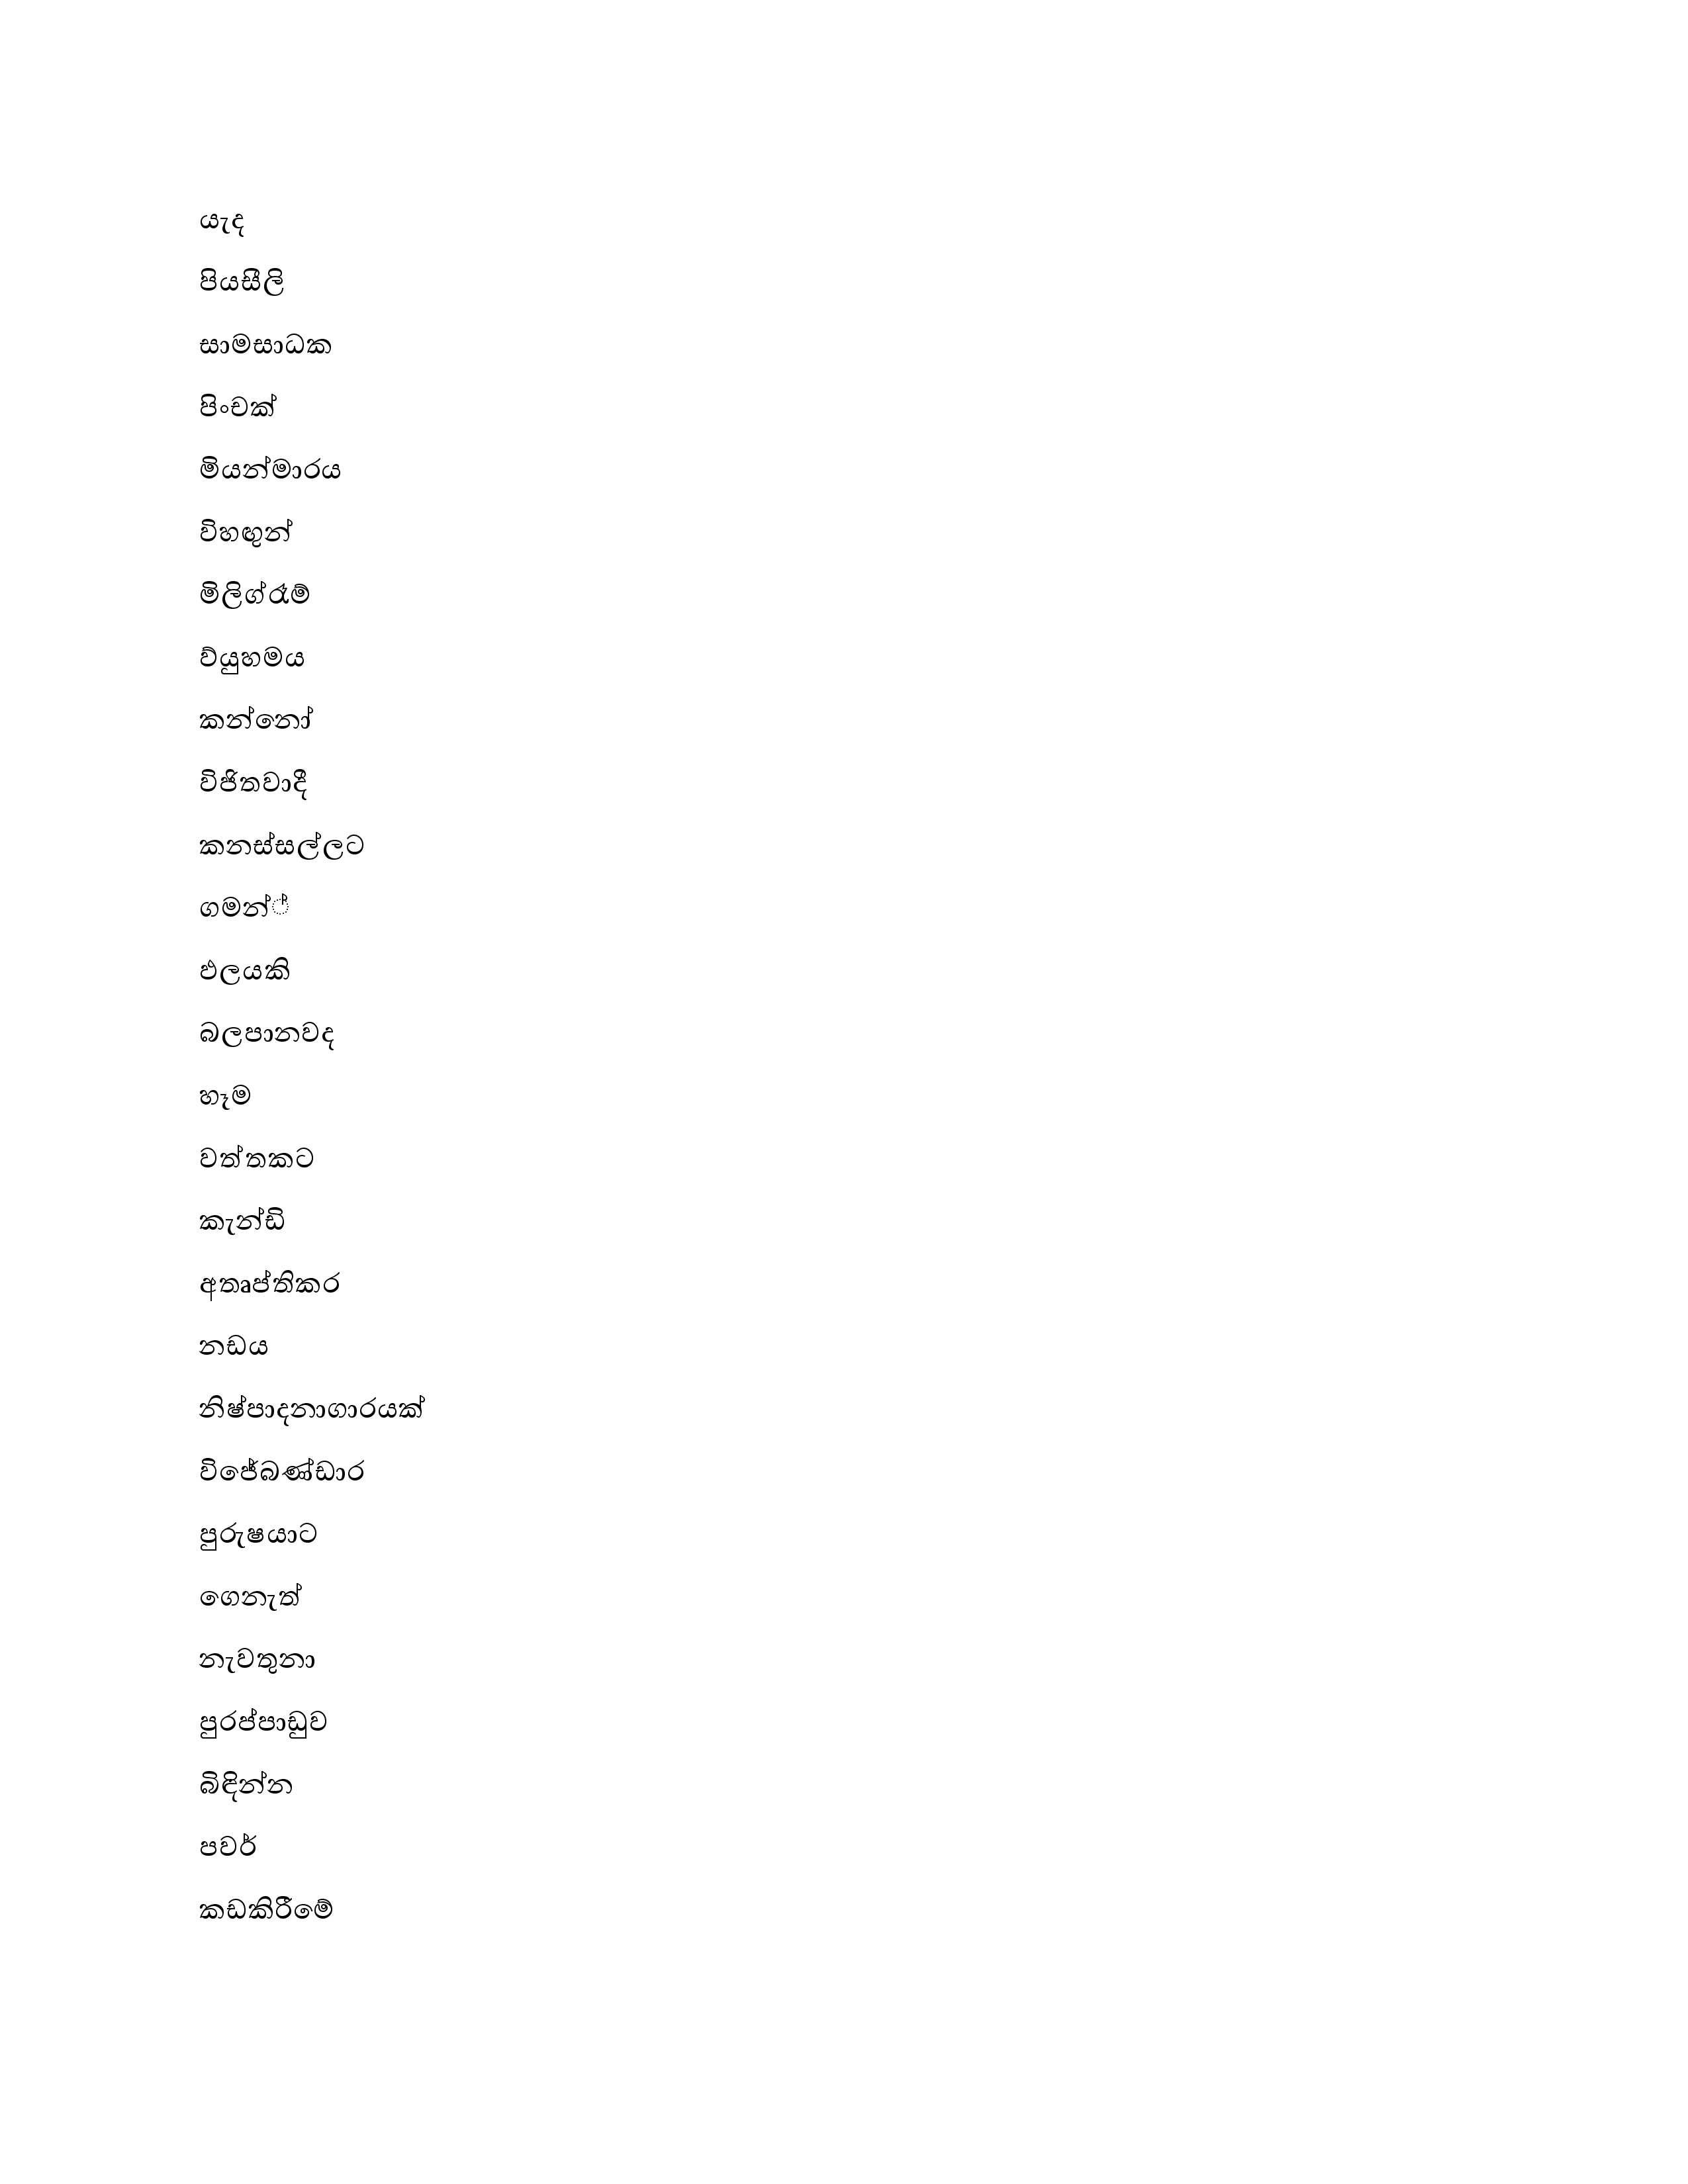 යැද
පියසීලි
සාමසාධක
පිංචක්
මියන්මාරය
විහඟුන්
මිලිග්රෑම්
ව්යුහමය
කන්නෝ
විජිතවාදී
කනස්සල්ලට
ගමන්්
ඵලයකි
බලපානවද
හෑම
වත්තකට
කැන්ඩි
අතෘප්තිකර
නඩය
නිෂ්පාදනාගාරයක්
විජේබණ්ඩාර
පුරුෂයාට
ගෙනැත්
නැවතුනා
පුරප්පාඩුව
බිඳින්න
පවර්
කඩකිරීමේ